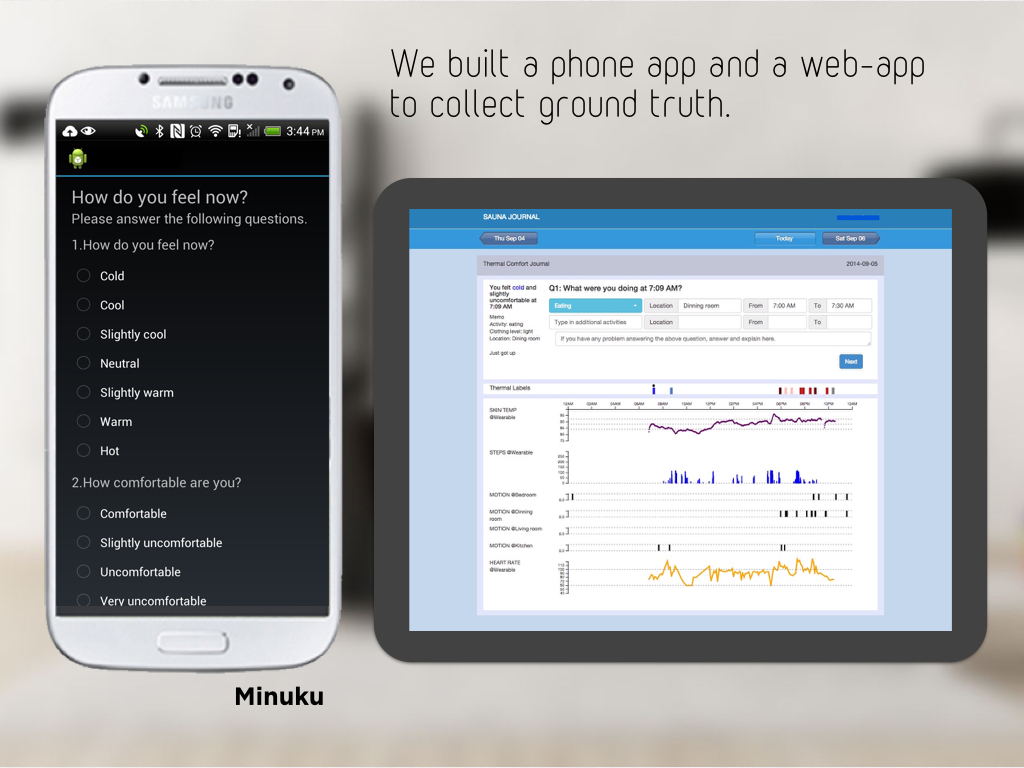 We built a phone app and a web-app
to collect ground truth.
SAMSUNG
3:44 PM
How do you feel now?
Please answer the following questions.
1.How do you feel now?
Cold
Cool
Slightly cool
Neutral
Slightly warm
Warm
Hot
2.How comfortable are you?
Comfortable
Slightly uncomfortable
Uncomfortable
Very uncomfortable
Minuku
SAUNA JOURNAL
Thu Sep 04
Today
Sat Sep 06
Thermal Comfort Journal
2014-09-05
You felt cold and
slightly
uncomfortable at
7:09 AM
Memo
Activity: eating
Clothing level: light
Location: Dining room
Just got up
Q1: What were you doing at 7:09 AM?
Eating Location Dinning room From 7:00 AM To 7:30 AM
Type in additional activities Location From To
If you have any problem answering the above question, answer and explain here.
Next
Thermal Labels
12AM 02AM 04AM 06AM 08AM 10AM 12PM 02PM 04PM 06PM 08PM 10PM 12AM
SKIN TEMP
@Wearable
STEPS @Wearable
MOTION @Bedroom
MOTION @Dinning
room
MOTION @Living room
MOTION @Kitchen
HEART RATE
@Wearable